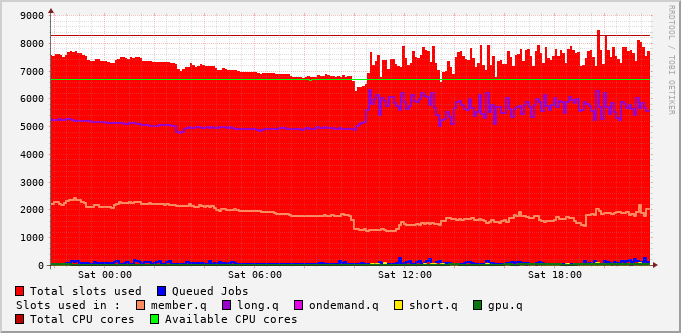 9000
8000
7000
6000
5000
4000
3000
2000
1000
0
Sat 00:00 Sat 06:00 Sat 12:00 Sat 18:00
RRDTOOL / TOBI OETIKER
Total slots used Queued Jobs
Slots used in : member.q long.q ondemand.q short.q gpu.q
Total CPU cores Available CPU cores